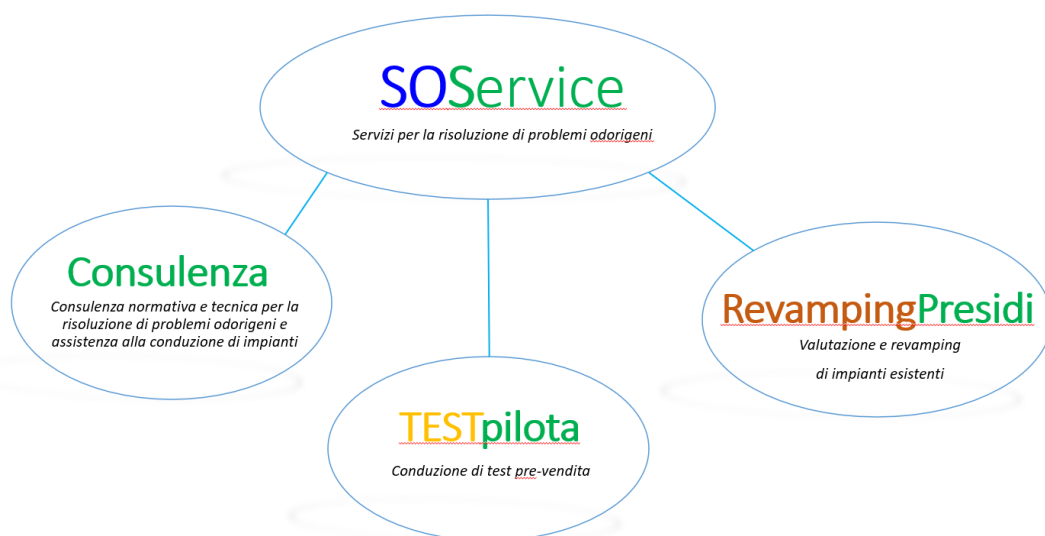 SOService
Servizi per la risoluzione di problemi odorigeni
Consulenza
Consulenza normativa e tecnica per la
risoluzione di problemi odorigeni e
assistenza alla conduzione di impianti
RevampingPresidi
Valutazione e revamping
di impianti esistenti
TESTpilota
Conduzione di test pre-vendita